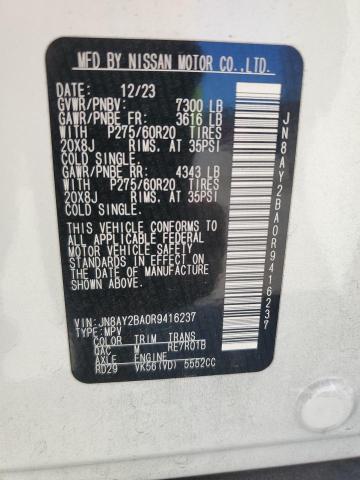 MFD BY NISSAN MOTOR CO.,LTD.
DATE: 12/23
GVWR/PNBV: 7300 LB
GAWR/PNBE FR: 3616 LB
WITH P275/60R20 TIRES
20X8J RIMS. AT 35PSI
COLD SINGLE.
GAWR/PNBE RR: 4343 LB
WITH P275/60R20 TIRES
20X8J RIMS. AT 35PSI
COLD SINGLE.
THIS VEHICLE CONFORMS TO
ALL APPLICABLE FEDERAL
MOTOR VEHICLE SAFETY
STANDARDS IN EFFECT ON
THE DATE OF MANUFACTURE
SHOWN ABOVE.
VIN: JN8AY2BA0R9416237
TYPE: MPV
COLOR TRIM TRANS
QAC M RE7R01B
AXLE ENGINE
RD29 VK56(VD) 5552CC
JN8AY2BA0R9416237